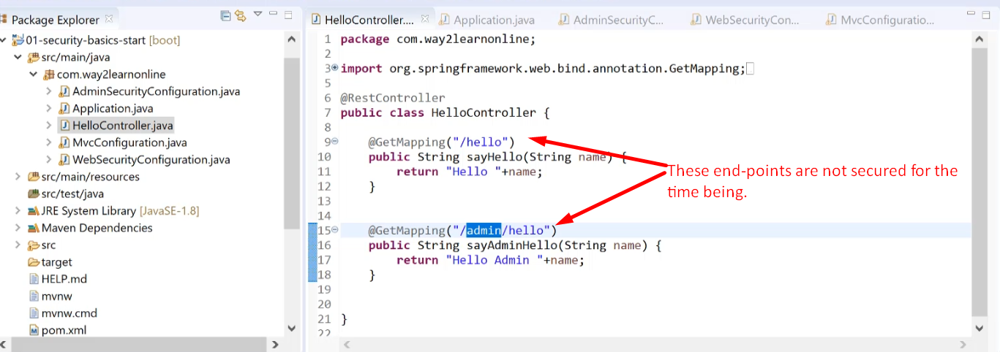 Package Explorer
01-security-basics-start [boot]
src/main/java
com.way2learnonline
AdminSecurityConfiguration.java
Application.java
HelloController.java
MvcConfiguration.java
WebSecurityConfiguration.java
src/main/resources
src/test/java
JRE System Library [JavaSE-1.8]
Maven Dependencies
src
target
HELP.md
mvnw
mvnw.cmd
pom.xml
HelloController.... Application.java AdminSecurityC... WebSecurityCon... MvcConfiguratio...
1 package com.way2learnonline;
2
3 import org.springframework.web.bind.annotation.GetMapping;
5
6 @RestController
7 public class HelloController {
8
9 @GetMapping("/hello")
10 public String sayHello(String name) {
11 return "Hello "+name;
12 }
13
14
15 @GetMapping("/admin/hello")
16 public String sayAdminHello(String name) {
17 return "Hello Admin "+name;
18 }
19
20
21 }
22
These end-points are not secured for the
time being.